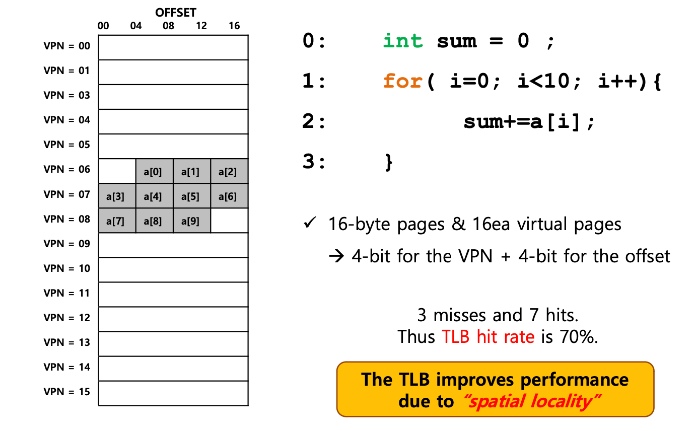 OFFSET
00 04 08 12 16
VPN = 00
VPN = 01
VPN = 03
VPN = 04
VPN = 05
VPN = 06 a[0] a[1] a[2]
VPN = 07 a[3] a[4] a[5] a[6]
VPN = 08 a[7] a[8] a[9]
VPN = 09
VPN = 10
VPN = 11
VPN = 12
VPN = 13
VPN = 14
VPN = 15
0: int sum = 0 ;
1: for( i=0; i<10; i++){
2: sum+=a[i];
3: }
✓ 16-byte pages & 16ea virtual pages
→ 4-bit for the VPN + 4-bit for the offset
3 misses and 7 hits.
Thus TLB hit rate is 70%.
The TLB improves performance
due to “spatial locality”